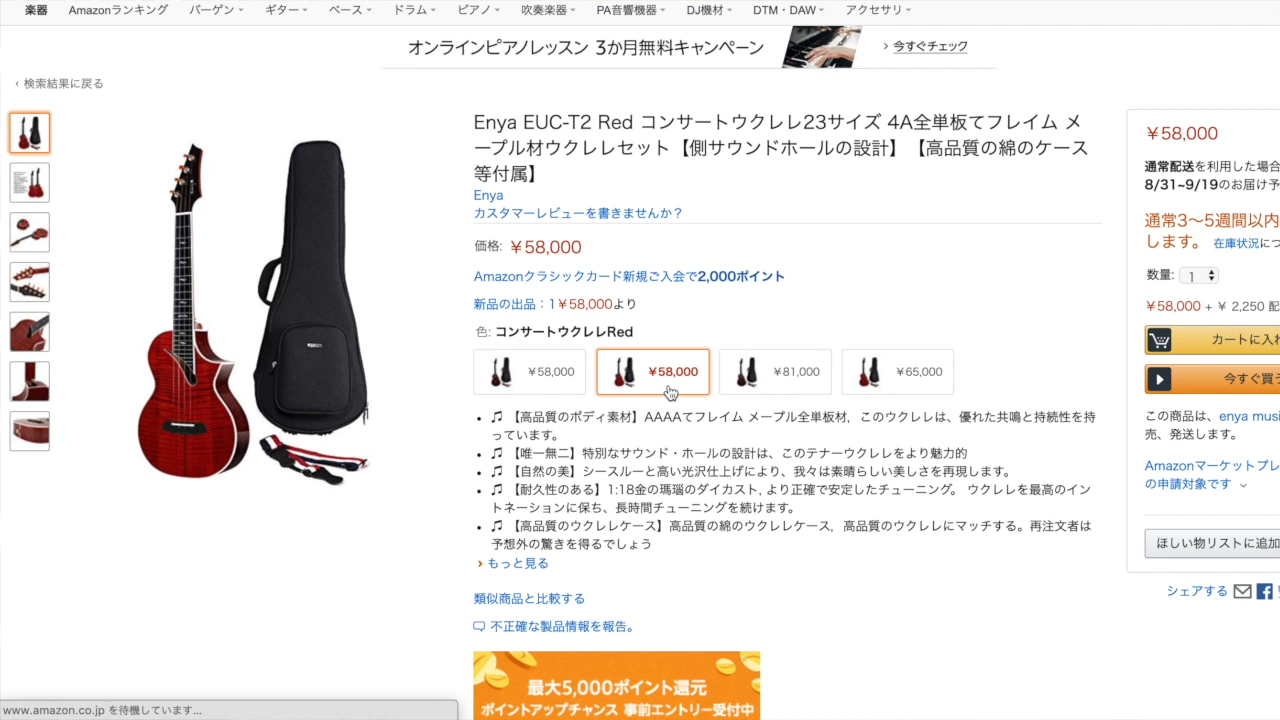 楽器 Amazonランキング バーゲン ギター ベース ドラム ピアノ 吹奏楽器 PA音響機器 DJ機材 DTM・DAW アクセサリ
オンラインピアノレッスン 3か月無料キャンペーン › 今すぐチェック
‹ 検索結果に戻る
Enya EUC-T2 Red コンサートウクレレ23サイズ 4A全単板てフレイム メ
ープル材ウクレレセット【側サウンドホールの設計】【高品質の綿のケース
等付属】
Enya
カスタマーレビューを書きませんか？
価格: ￥58,000
Amazonクラシックカード新規ご入会で2,000ポイント
新品の出品：1￥58,000より
色: コンサートウクレレRed
￥58,000 ￥58,000 ￥81,000 ￥65,000
• ♫ 【高品質のボディ素材】AAAAてフレイム メープル全単板材，このウクレレは、優れた共鳴と持続性を持
っています。
• ♫ 【唯一無二】特別なサウンド・ホールの設計は、このテナーウクレレをより魅力的
• ♫ 【自然の美】シースルーと高い光沢仕上げにより、我々は素晴らしい美しさを再現します。
• ♫ 【耐久性のある】1:18金の瑪瑙のダイカスト, より正確で安定したチューニング。 ウクレレを最高のイン
トネーションに保ち、長時間チューニングを続けます。
• ♫ 【高品質のウクレレケース】高品質の綿のウクレレケース，高品質のウクレレにマッチする。再注文者は
予想外の驚きを得るでしょう
› もっと見る
類似商品と比較する
不正確な製品情報を報告。
最大5,000ポイント還元
ポイントアップチャンス 事前エントリー受付中
￥58,000
通常配送を利用した場合
8/31~9/19のお届け予
通常3～5週間以内
します。 在庫状況につ
数量: 1
￥58,000 + ￥ 2,250 配
カートに入れ
今すぐ買う
この商品は、enya musi
売、発送します。
Amazonマーケットプレ
の申請対象です
ほしい物リストに追加
シェアする
www.amazon.co.jp を待機しています...